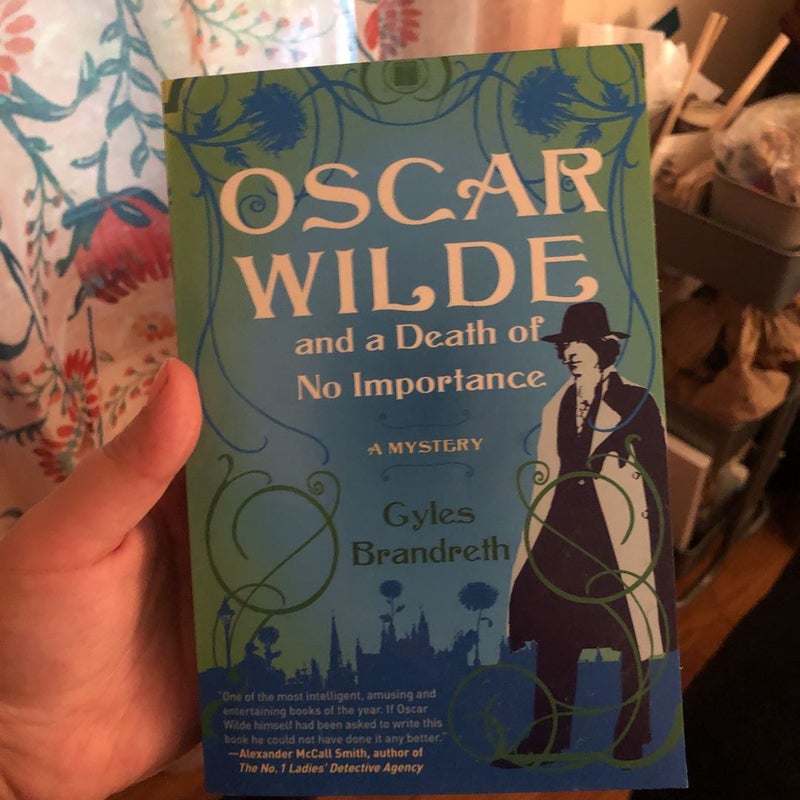 OSCAR
WILDE
and a Death of
No Importance
A MYSTERY
Gyles
Brandreth
"One of the most intelligent, amusing and
entertaining books of the year. If Oscar
Wilde himself had been asked to write this
book he could not have done it any better."
—Alexander McCall Smith, author of
The No. 1 Ladies' Detective Agency